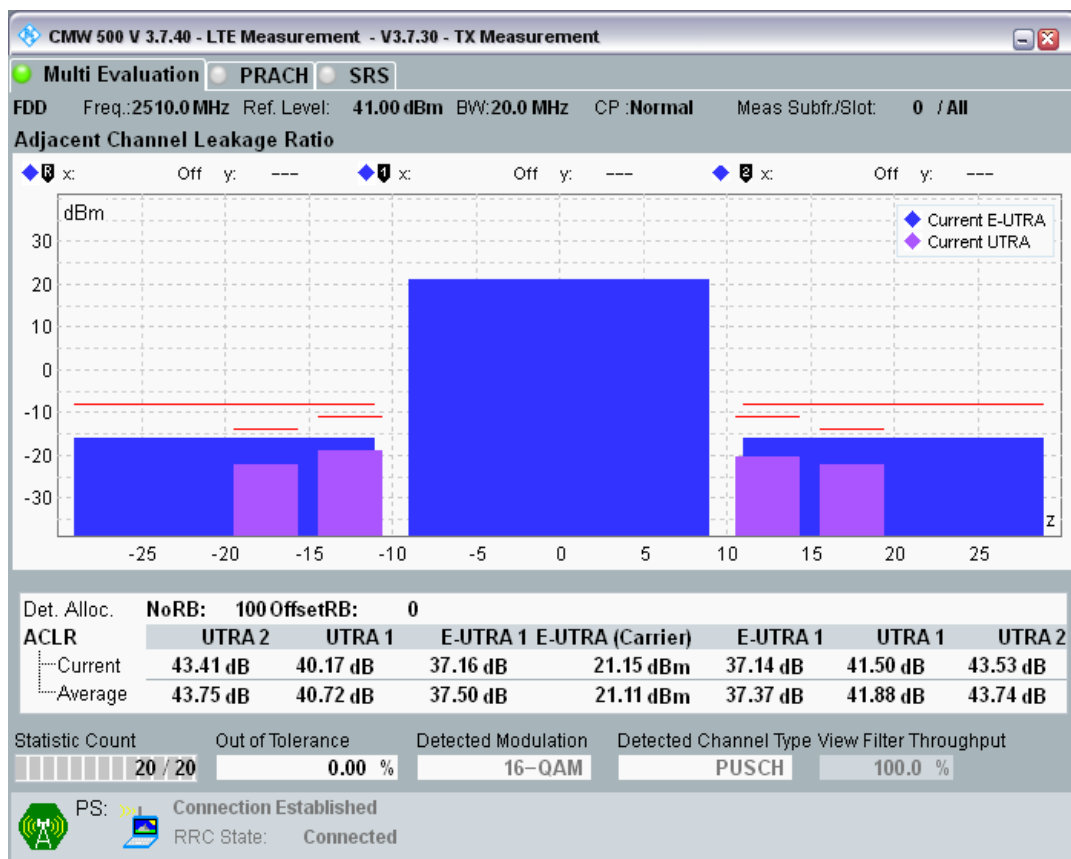 CMW 500 V 3.7.40 - LTE Measurement - V3.7.30 - TX Measurement
Multi Evaluation PRACH SRS
FDD Freq.:2510.0 MHz Ref. Level: 41.00 dBm BW:20.0 MHz CP :Normal Meas Subfr./Slot: 0 / All
Adjacent Channel Leakage Ratio
R x: Off y: --- 1 x: Off y: --- 2 x: Off y: ---
dBm
Current E-UTRA
Current UTRA
30
20
10
0
-10
-20
-30
z
-25 -20 -15 -10 -5 0 5 10 15 20 25
Det. Alloc. NoRB: 100 OffsetRB: 0
ACLR UTRA 2 UTRA 1 E-UTRA 1 E-UTRA (Carrier) E-UTRA 1 UTRA 1 UTRA 2
Current 43.41 dB 40.17 dB 37.16 dB 21.15 dBm 37.14 dB 41.50 dB 43.53 dB
Average 43.75 dB 40.72 dB 37.50 dB 21.11 dBm 37.37 dB 41.88 dB 43.74 dB
Statistic Count Out of Tolerance Detected Modulation Detected Channel Type View Filter Throughput
20 / 20 0.00 % 16-QAM PUSCH 100.0 %
PS: Connection Established
RRC State: Connected